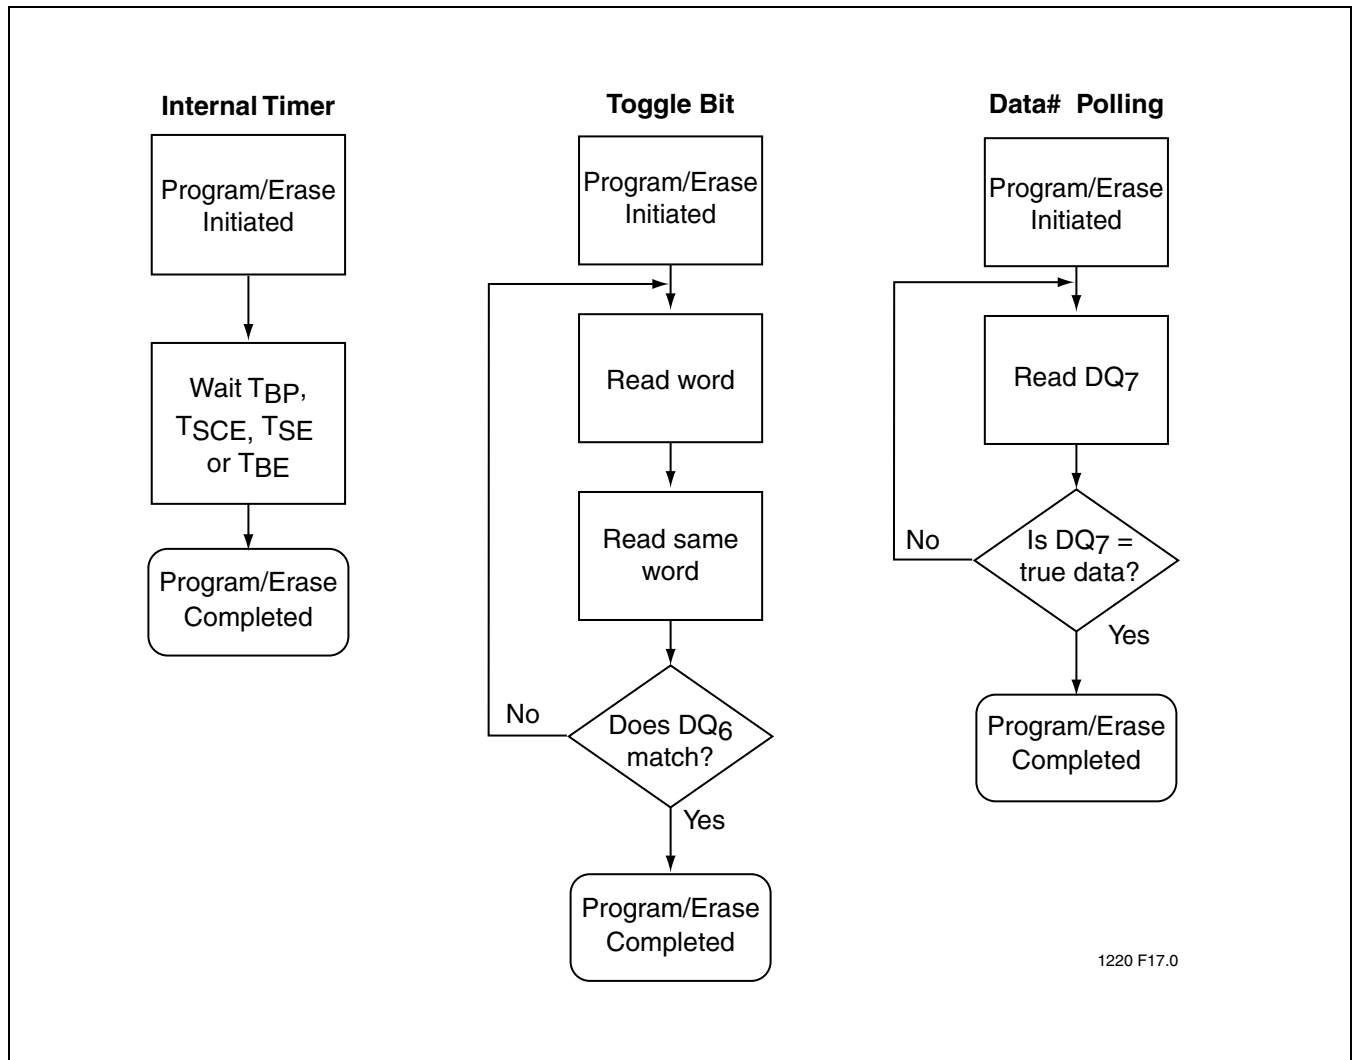 Internal Timer
Program/Erase
Initiated
Wait TBP,
TSCE, TSE
or TBE
Program/Erase
Completed
Toggle Bit
Program/Erase
Initiated
Read word
Read same
word
Does DQ6
match?
No
Yes
Program/Erase
Completed
Data# Polling
Program/Erase
Initiated
Read DQ7
Is DQ7 =
true data?
No
Yes
Program/Erase
Completed
1220 F17.0